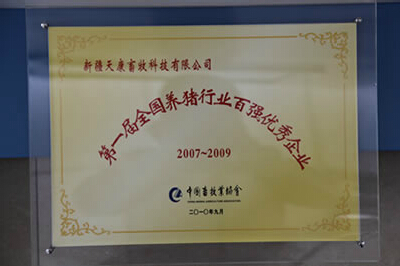 新疆天康畜牧科技有限公司
第一届全国养猪行业百强优秀企业
2007~2009
中国畜牧业协会
二〇一〇年九月